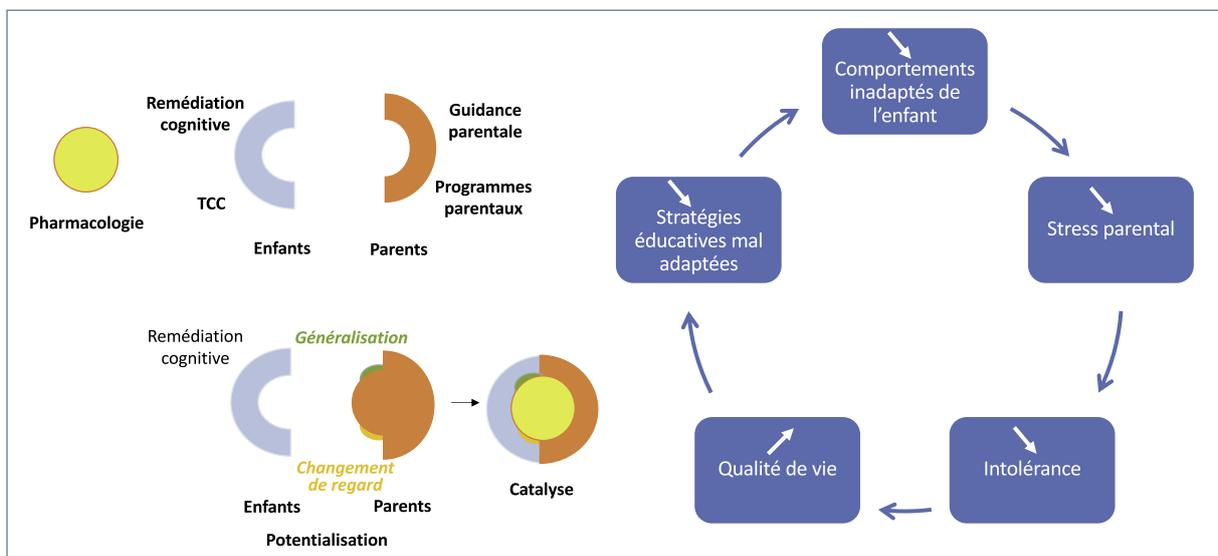 Remédiation
cognitive
Guidance
parentale
Pharmacologie
TCC
Programmes
parentaux
Enfants
Parents
Remédiation
cognitive
Généralisation
Changement
de regard
Enfants
Parents
Potentialisation
Catalyse
Comportements
inadaptés de
l’enfant
Stress parental
Intolérance
Qualité de vie
Stratégies
éducatives mal
adaptées